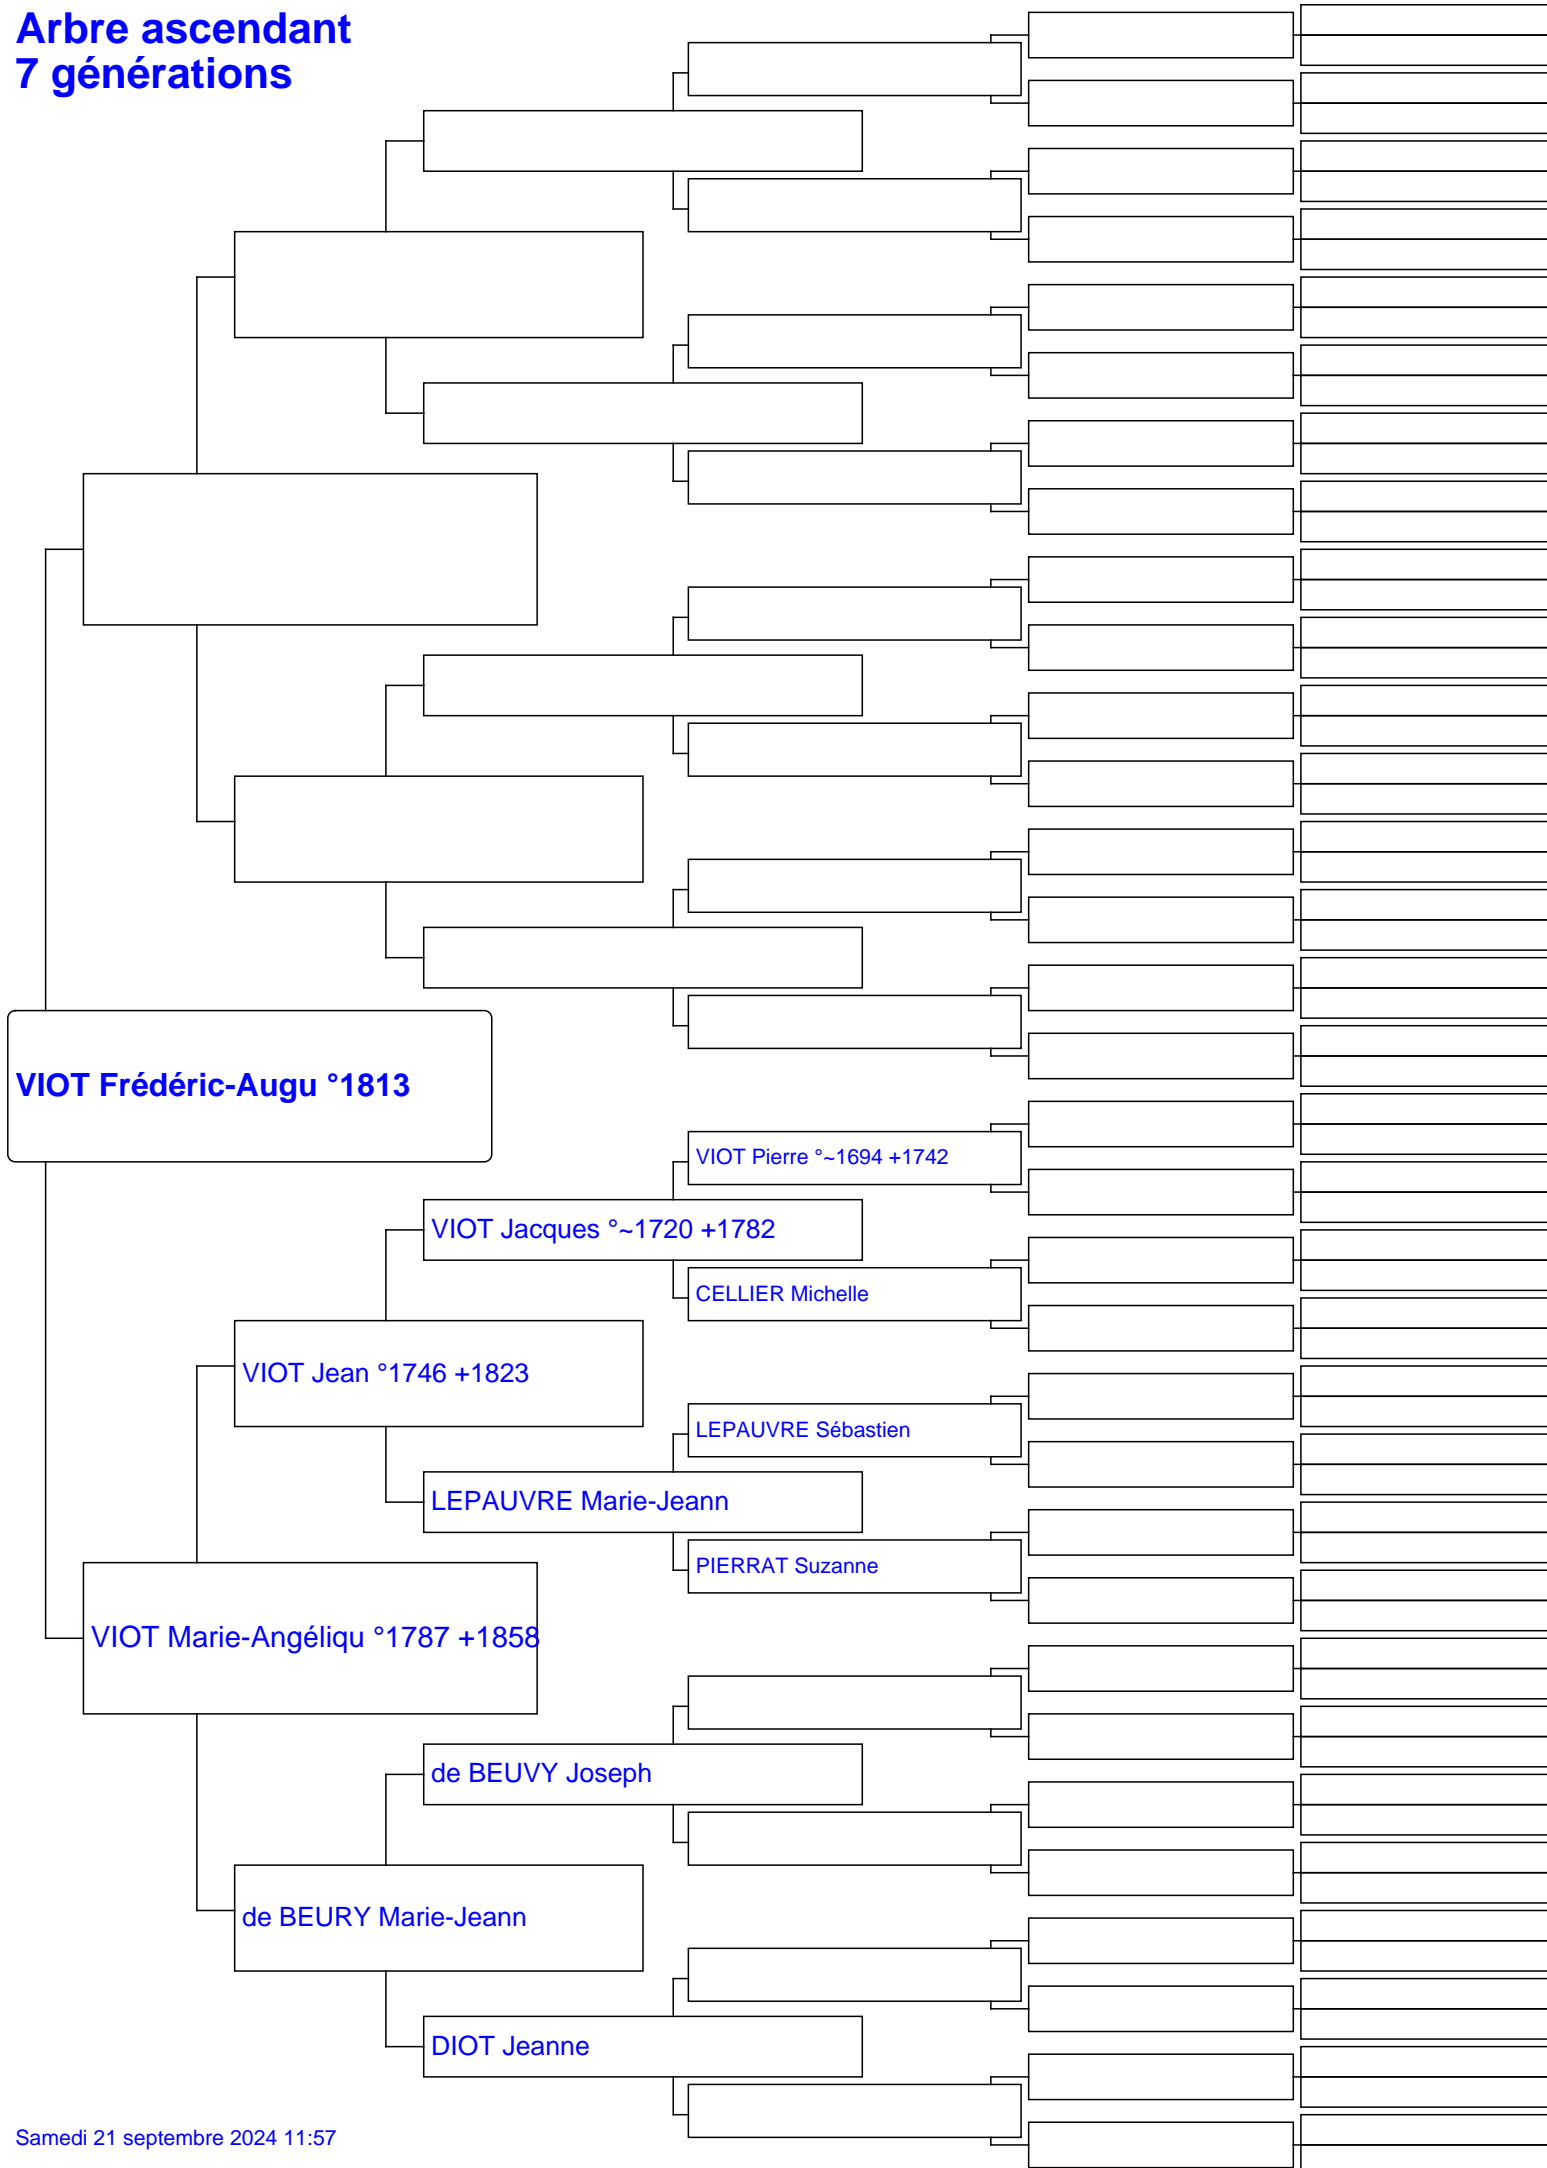 Arbre ascendant
7 générations
VIOT Frédéric-Augu °1813
VIOT Pierre °~1694 +1742
VIOT Jacques °~1720 +1782
CELLIER Michelle
VIOT Jean °1746 +1823
LEPAUVRE Sébastien
LEPAUVRE Marie-Jeann
PIERRAT Suzanne
VIOT Marie-Angéliqu °1787 +1858
de BEUVY Joseph
de BEURY Marie-Jeann
DIOT Jeanne
Samedi 21 septembre 2024 11:57